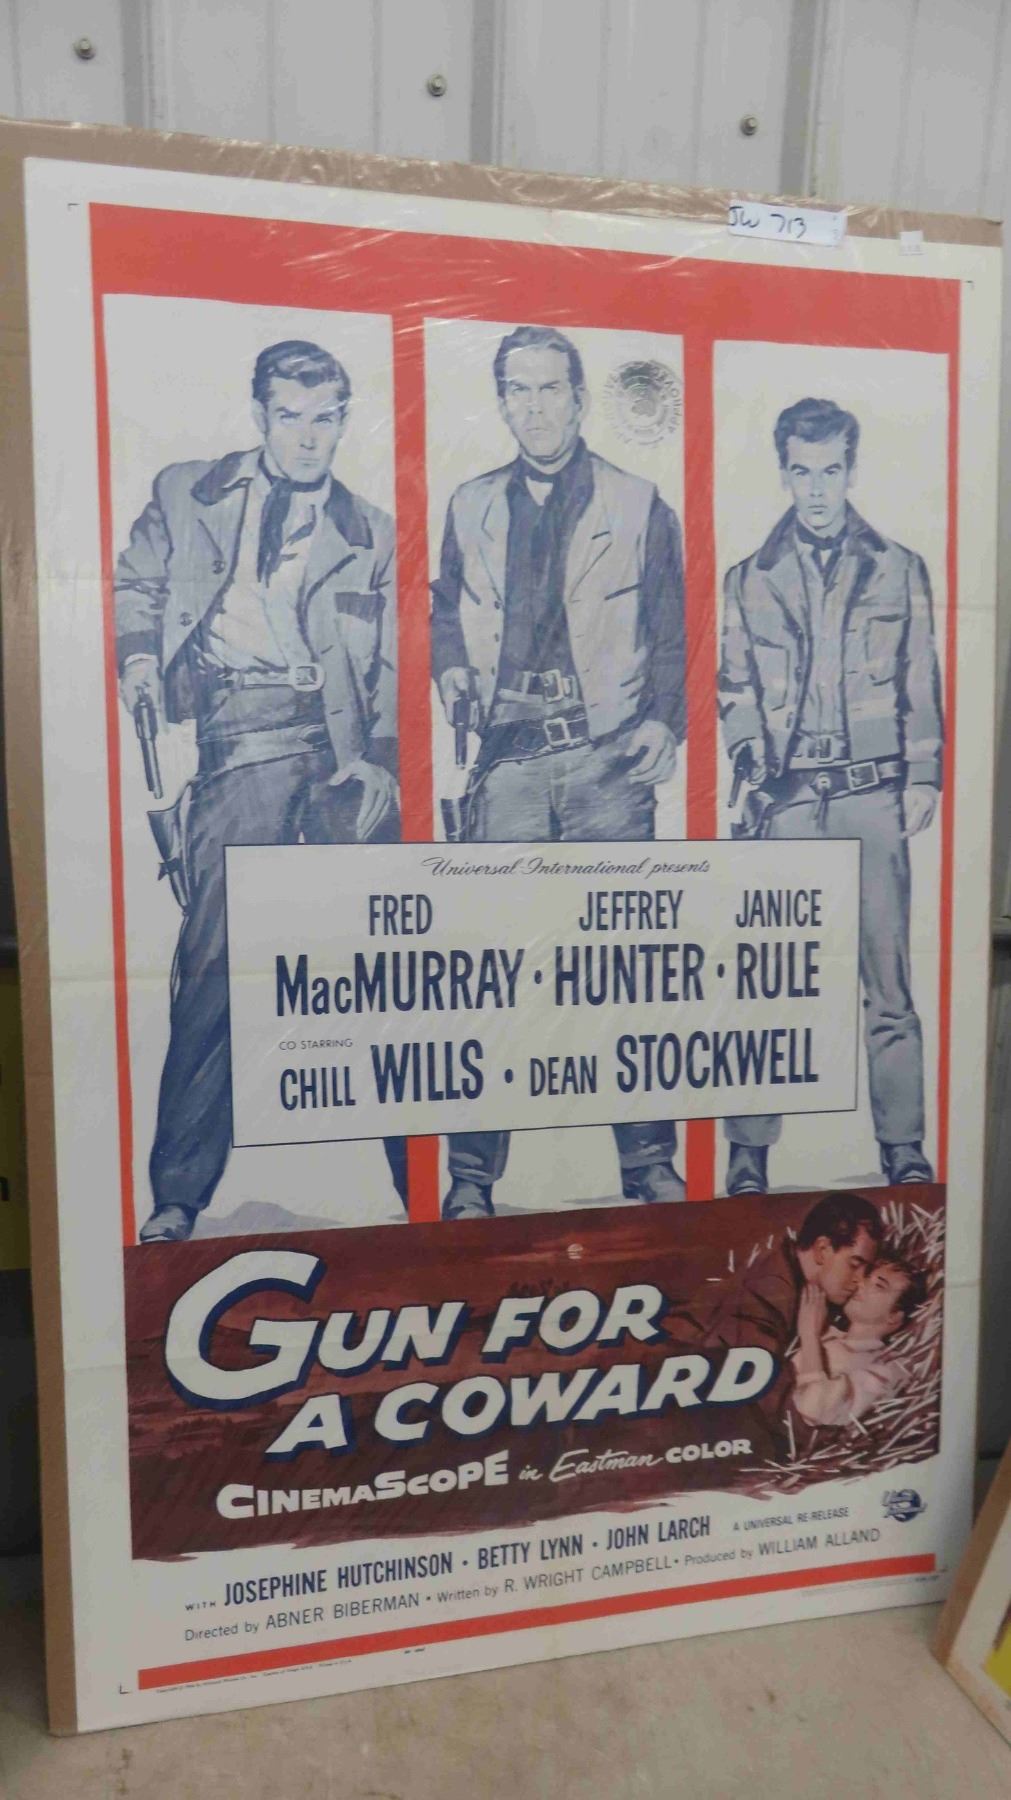 JW 713
Universal-International presents
FRED JEFFREY JANICE
MacMURRAY · HUNTER · RULE
CO STARRING
CHILL WILLS · DEAN STOCKWELL
GUN FOR
A COWARD
CINEMASCOPE in Eastman COLOR
WITH JOSEPHINE HUTCHINSON · BETTY LYNN · JOHN LARCH A UNIVERSAL RE-RELEASE
Directed by ABNER BIBERMAN · Written by R. WRIGHT CAMPBELL · Produced by WILLIAM ALLAND